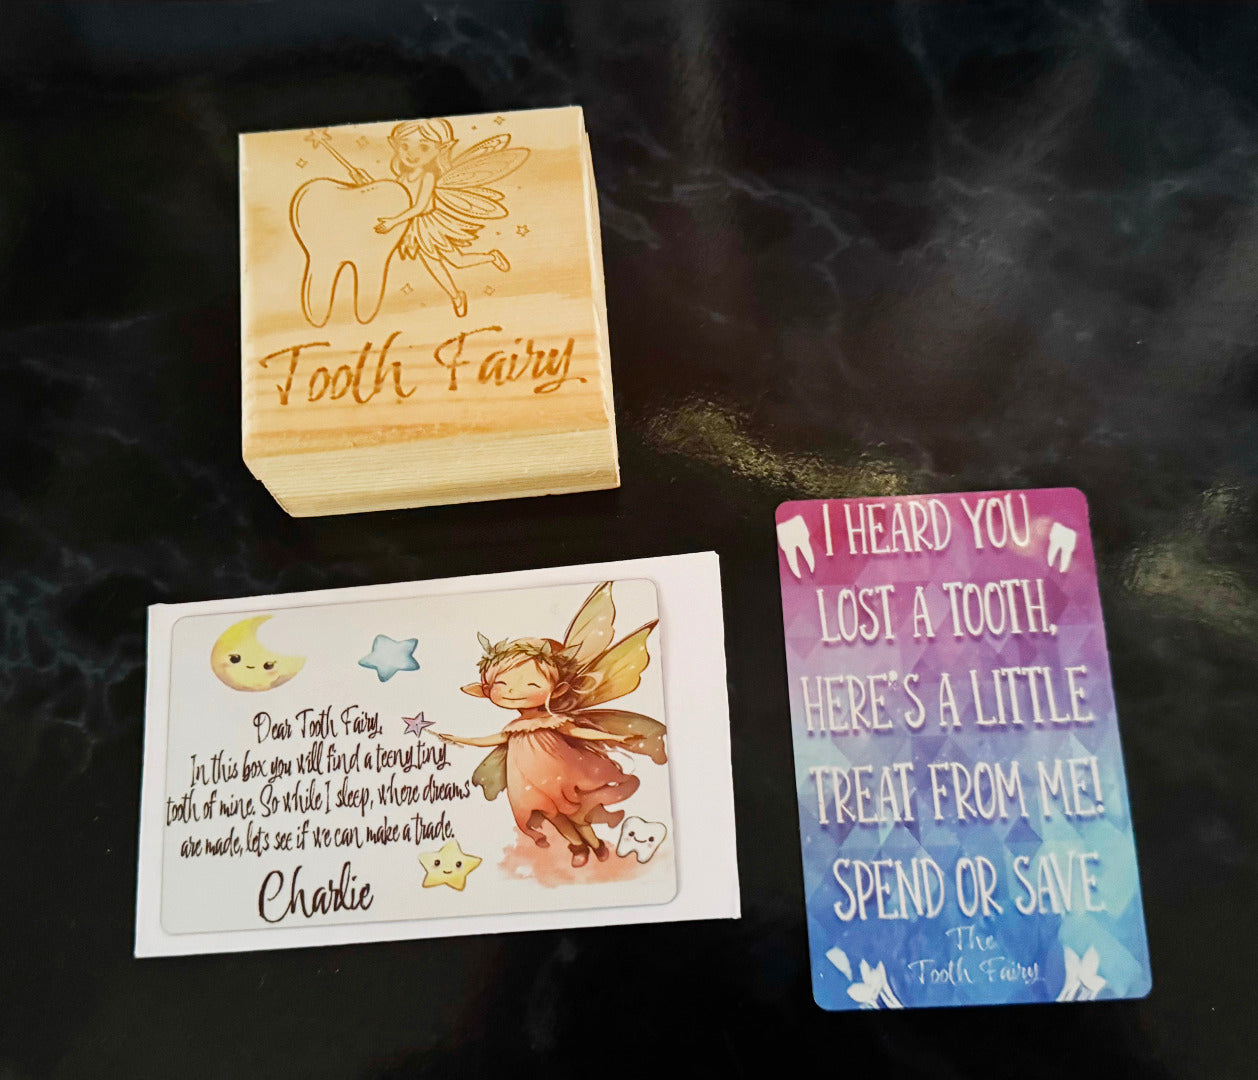 Tooth Fairy
Dear Tooth Fairy,
In this box you will find a teeny tiny
tooth of mine. So while I sleep, where dreams
are made, lets see if we can make a trade.
Charlie
I HEARD YOU
LOST A TOOTH,
HERE'S A LITTLE
TREAT FROM ME!
SPEND OR SAVE
The
Tooth Fairy